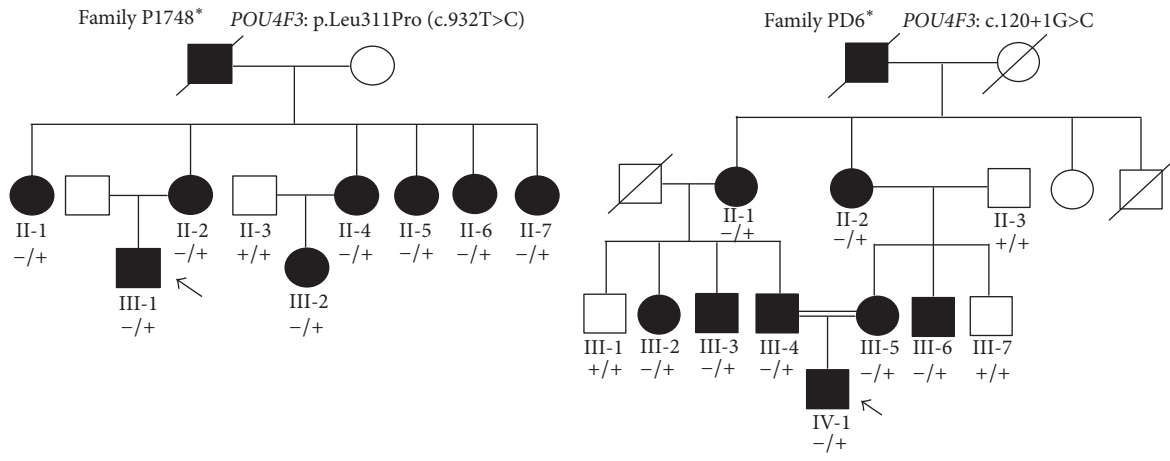 Family P1748* POU4F3: p.Leu311Pro (c.932T>C)
II-1 II-2 II-3 II-4 II-5 II-6 II-7
−/+ −/+ +/+ −/+ −/+ −/+ −/+
III-1 III-2
−/+ −/+
Family PD6* POU4F3: c.120+1G>C
II-1 II-2 II-3
−/+ −/+ +/+
III-1 III-2 III-3 III-4 III-5 III-6 III-7
+/+ −/+ −/+ −/+ −/+ −/+ +/+
IV-1
−/+